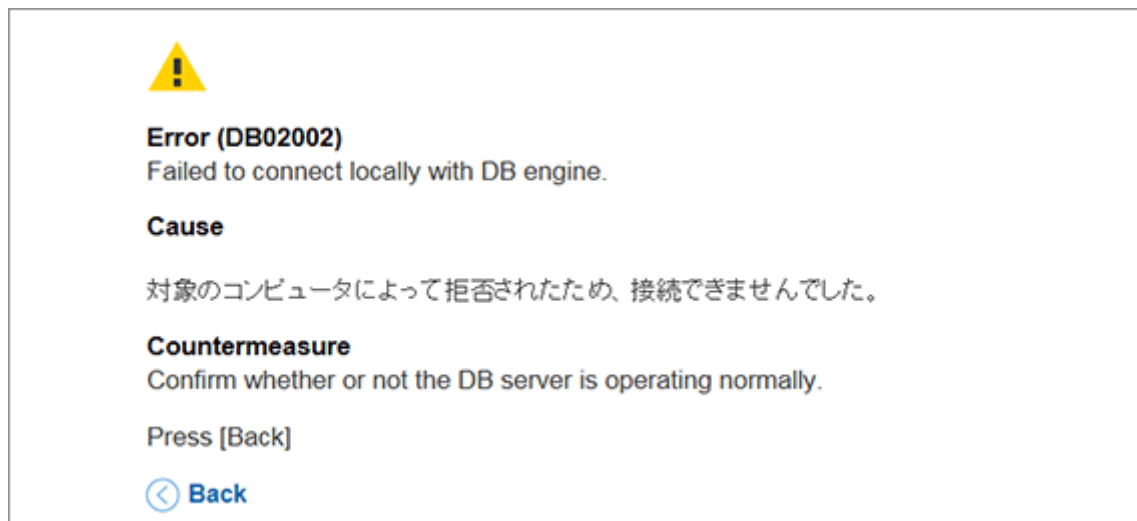 Error (DB02002)
Failed to connect locally with DB engine.
Cause
対象のコンピュータによって拒否されたため、接続できませんでした。
Countermeasure
Confirm whether or not the DB server is operating normally.
Press [Back]
Back